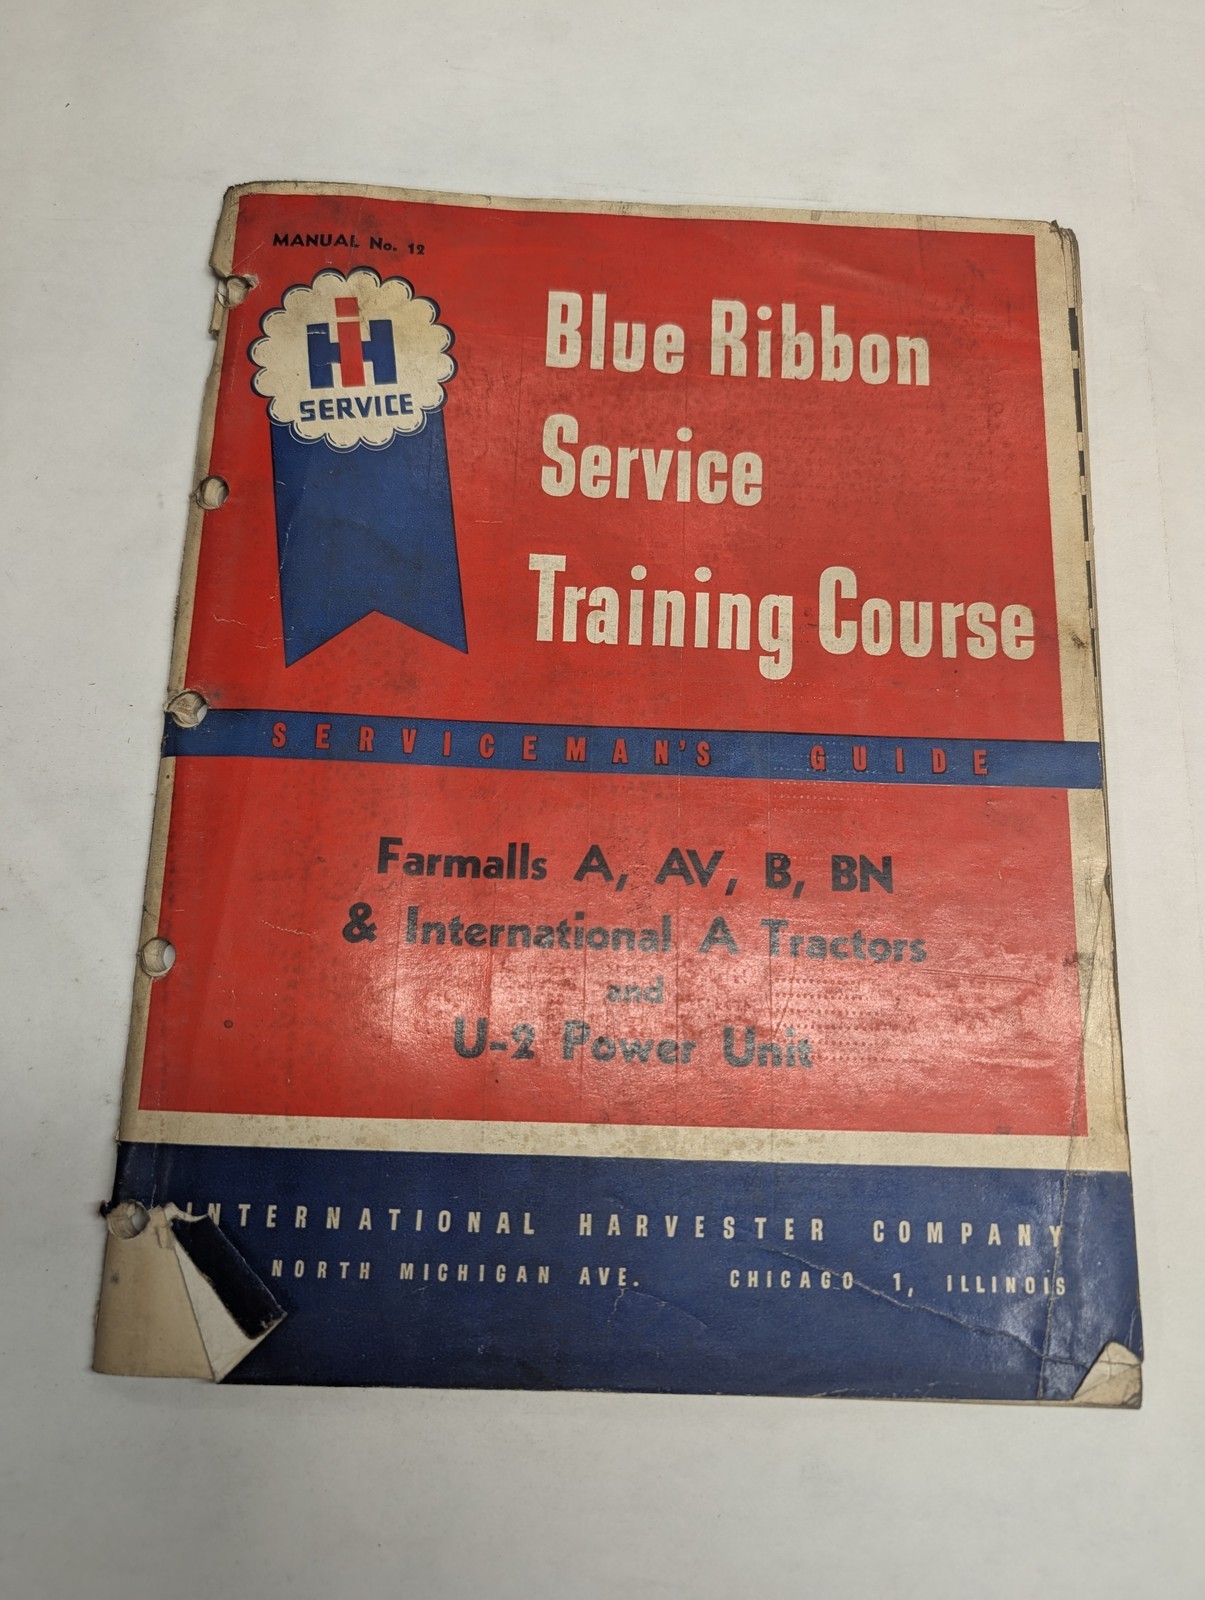 MANUAL No. 12
IH
SERVICE
Blue Ribbon
Service
Training Course
SERVICEMAN'S GUIDE
Farmalls A, AV, B, BN
& International A Tractors
and
U-2 Power Unit
INTERNATIONAL HARVESTER COMPANY
NORTH MICHIGAN AVE. CHICAGO 1, ILLINOIS